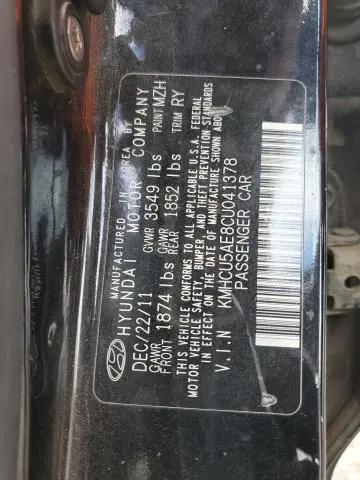 MANUFACTURED IN KOREA BY
HYUNDAI MOTOR COMPANY
DEC/22/11 GVWR 3549 lbs PAINT MZH
GAWR FRONT 1874 lbs GAWR REAR 1852 lbs TRIM RY
THIS VEHICLE CONFORMS TO ALL APPLICABLE U.S.A. FEDERAL
MOTOR VEHICLE SAFETY, BUMPER, AND THEFT PREVENTION STANDARDS
IN EFFECT ON THE DATE OF MANUFACTURE SHOWN ABOVE.
V.I.N KMHCU5AE8CU041378
PASSENGER CAR